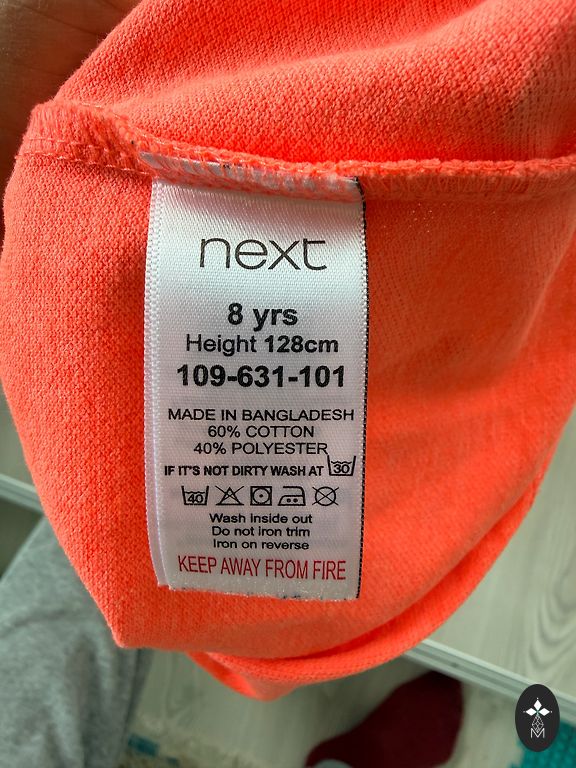 next
8 yrs
Height 128cm
109-631-101
MADE IN BANGLADESH
60% COTTON
40% POLYESTER
IF IT'S NOT DIRTY WASH AT 30
40
Wash inside out
Do not iron trim
Iron on reverse
KEEP AWAY FROM FIRE
M